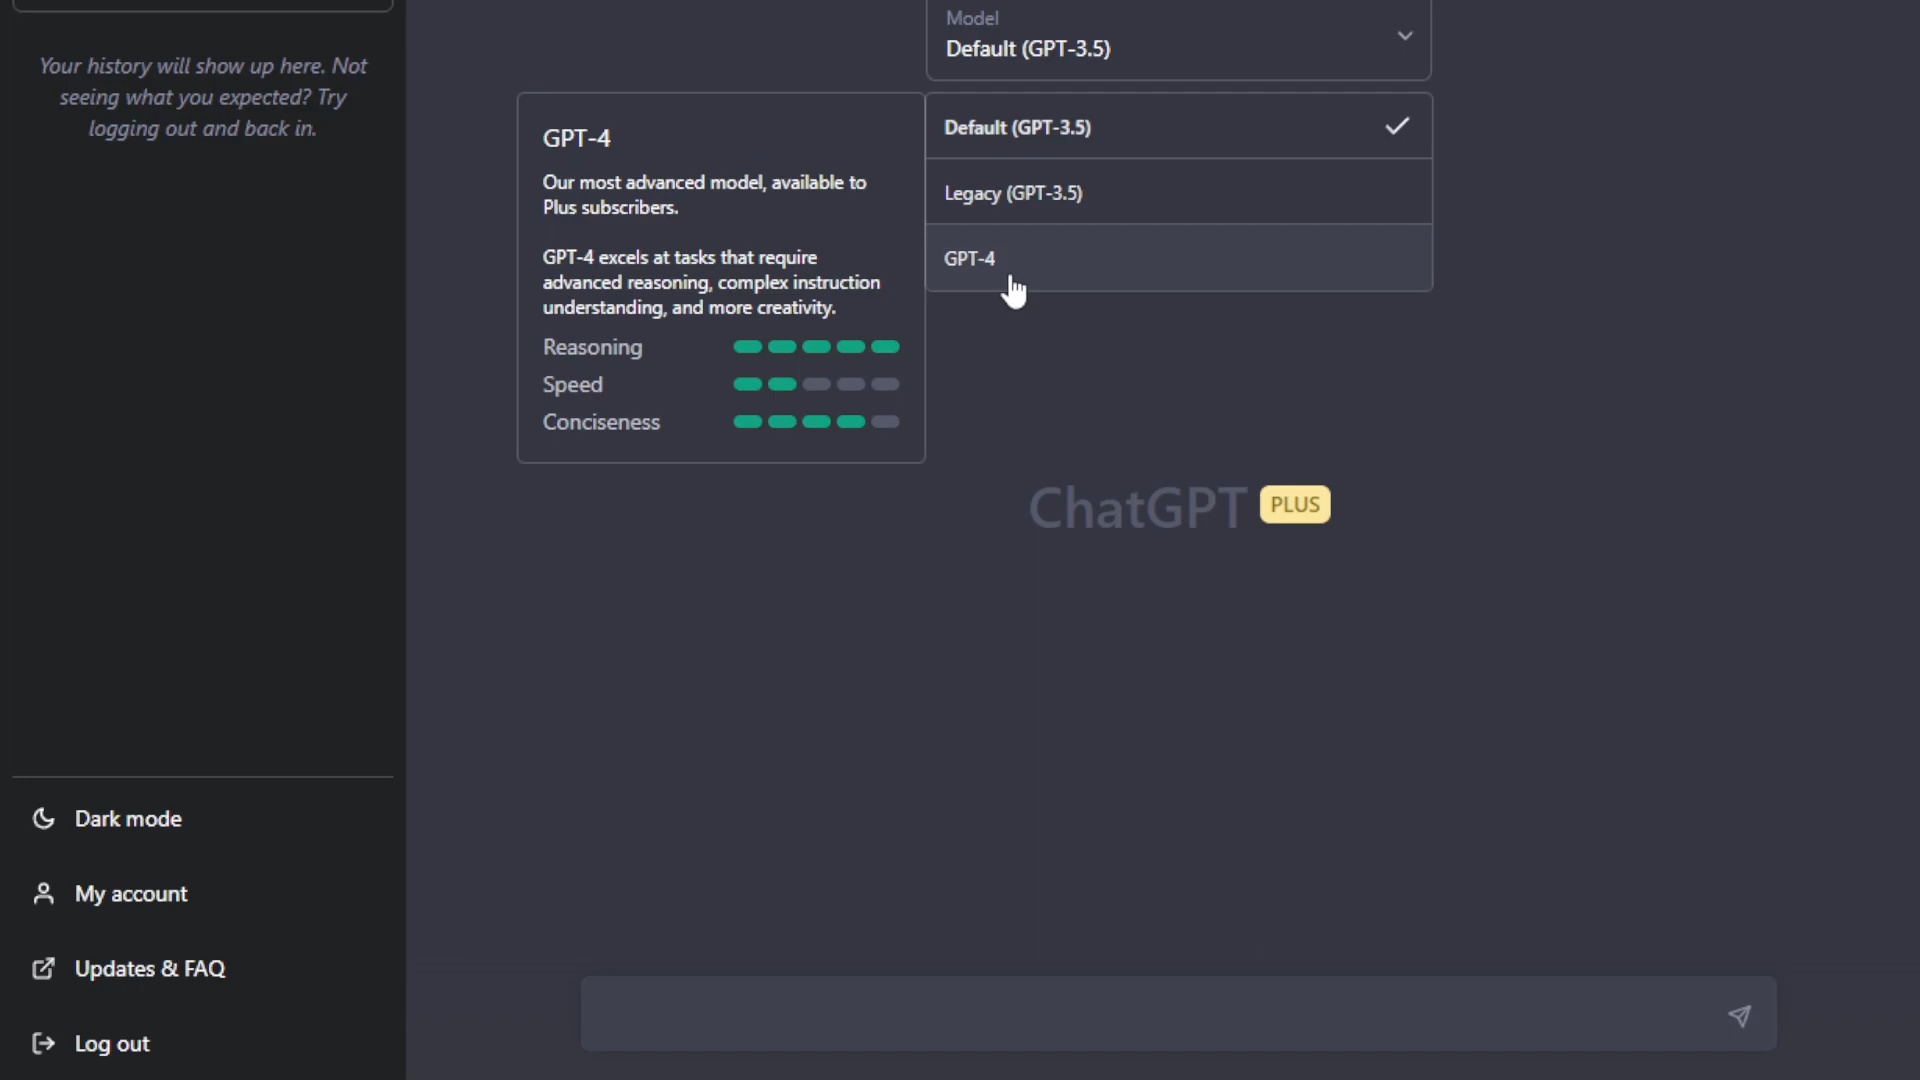 Your history will show up here. Not
seeing what you expected? Try
logging out and back in.
Model
Default (GPT-3.5)
Default (GPT-3.5)
Legacy (GPT-3.5)
GPT-4
GPT-4
Our most advanced model, available to
Plus subscribers.
GPT-4 excels at tasks that require
advanced reasoning, complex instruction
understanding, and more creativity.
Reasoning
Speed
Conciseness
ChatGPT PLUS
Dark mode
My account
Updates & FAQ
Log out